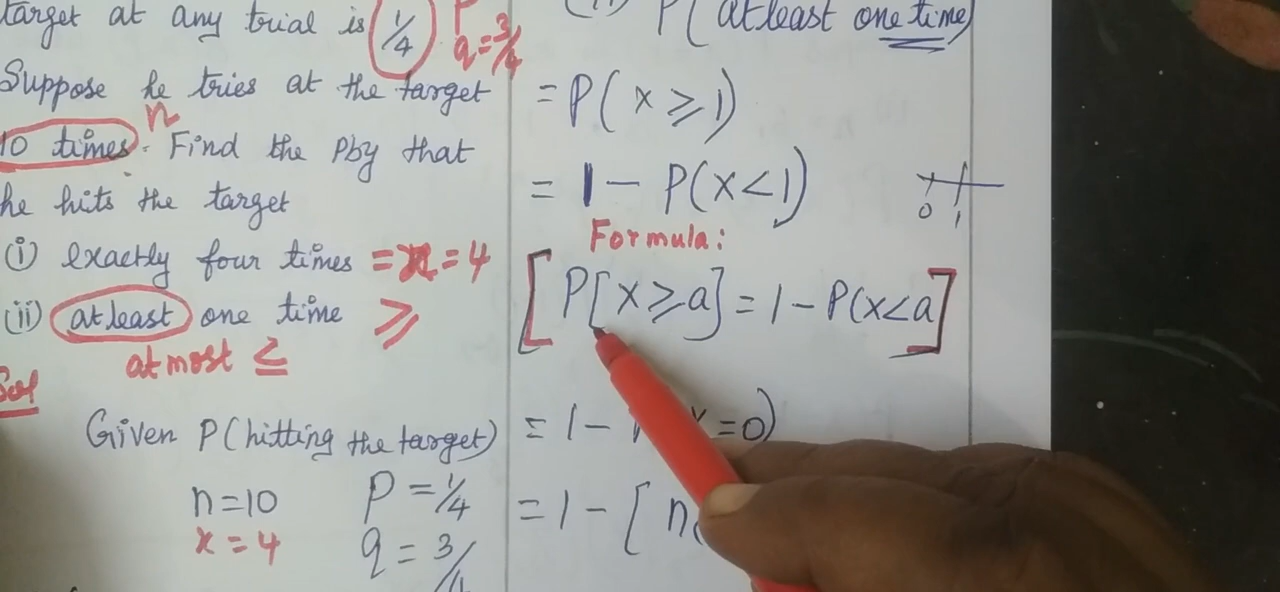 target at any trial is 1/4 P
q = 3/4
Suppose he tries at the target
n
10 times. Find the Pby that
he hits the target
(i) exactly four times = x = 4
(ii) atleast one time ≥
atmost ≤
Sol
Given P(hitting the target)
n = 10 P = 1/4
x = 4 q = 3/
(ii) P(atleast one time)
= P(x ≥ 1)
= 1 - P(x < 1)
0 1
Formula:
[P[x ≥ a] = 1 - P(x < a]
= 1 - = 0)
= 1 - [